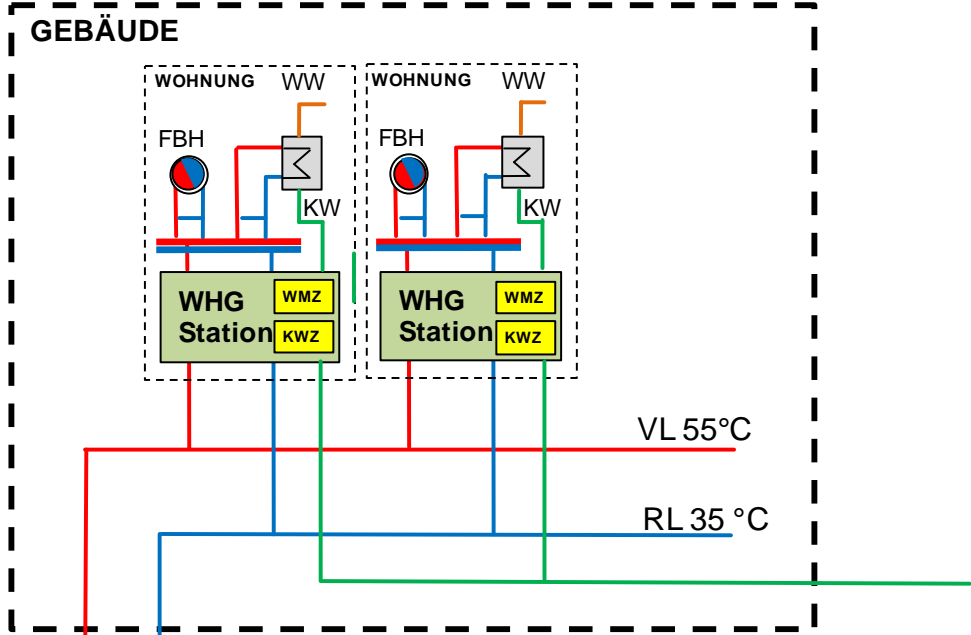 GEBÄUDE
WOHNUNG WW
FBH
KW
WHG
Station
WMZ
KWZ
WOHNUNG WW
FBH
KW
WHG
Station
WMZ
KWZ
VL 55°C
RL 35 °C